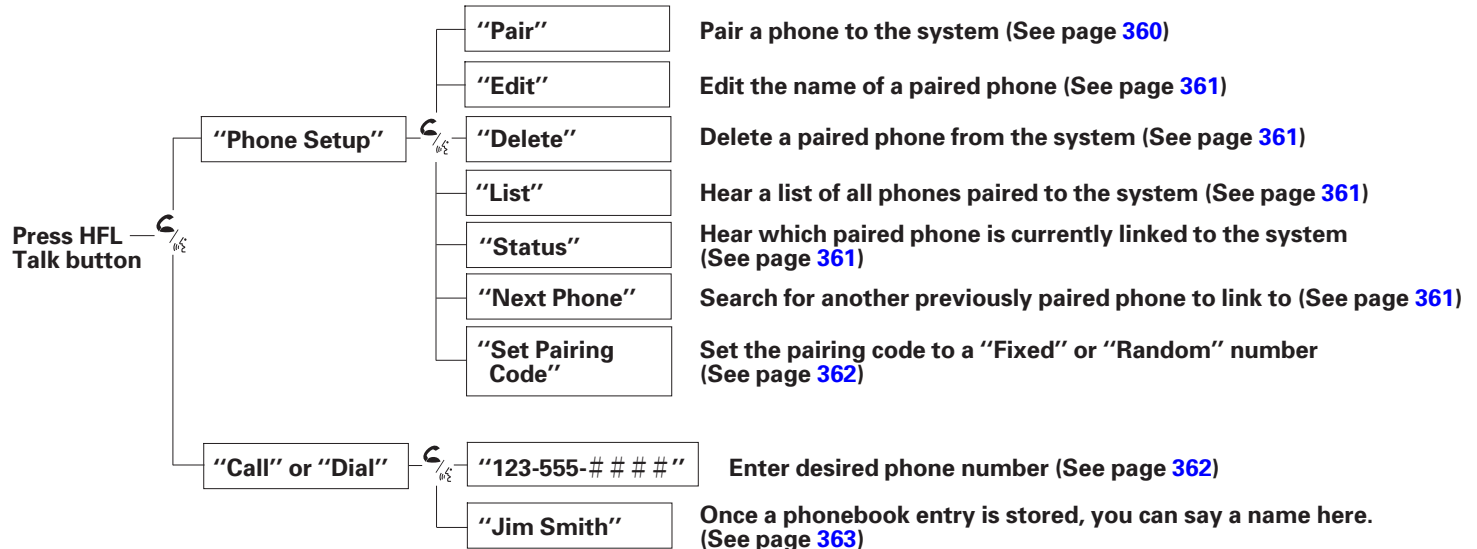 ‘‘Pair’’ Pair a phone to the system (See page 360)
‘‘Edit’’ Edit the name of a paired phone (See page 361)
‘‘Phone Setup’’ ‘‘Delete’’ Delete a paired phone from the system (See page 361)
‘‘List’’ Hear a list of all phones paired to the system (See page 361)
Press HFL
Talk button
‘‘Status’’ Hear which paired phone is currently linked to the system
(See page 361)
‘‘Next Phone’’ Search for another previously paired phone to link to (See page 361)
‘‘Set Pairing
Code’’
Set the pairing code to a ‘‘Fixed’’ or ‘‘Random’’ number
(See page 362)
‘‘Call’’ or ‘‘Dial’’ ‘‘123-555-####’’ Enter desired phone number (See page 362)
‘‘Jim Smith’’ Once a phonebook entry is stored, you can say a name here.
(See page 363)